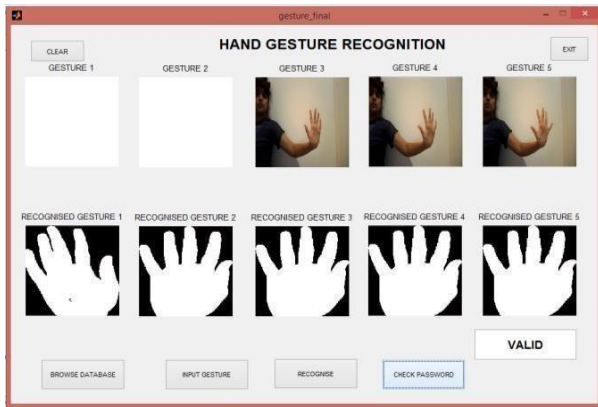 gesture_final
CLEAR
HAND GESTURE RECOGNITION
EXIT
GESTURE 1
GESTURE 2
GESTURE 3
GESTURE 4
GESTURE 5
RECOGNISED GESTURE 1
RECOGNISED GESTURE 2
RECOGNISED GESTURE 3
RECOGNISED GESTURE 4
RECOGNISED GESTURE 5
VALID
BROWSE DATABASE
INPUT GESTURE
RECOGNISE
CHECK PASSWORD